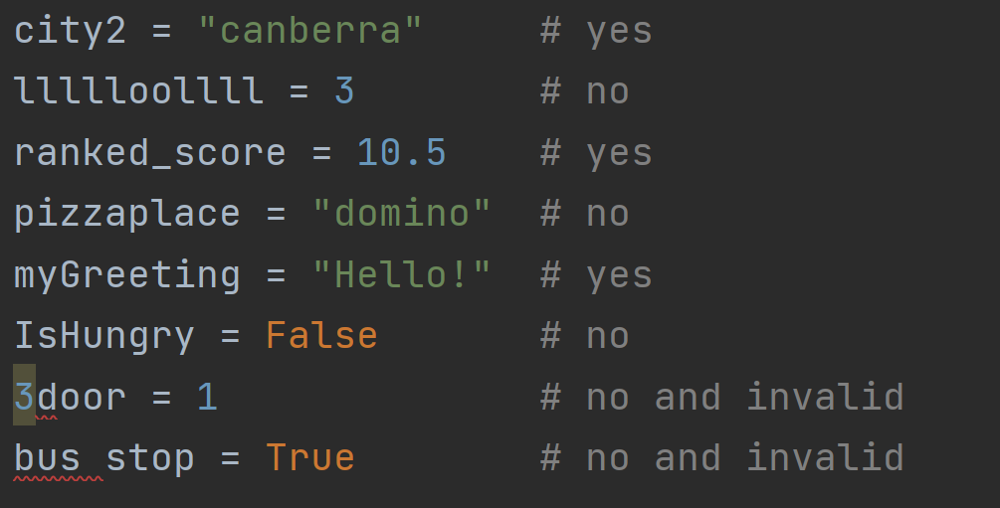 city2 = "canberra" # yes
llllloollll = 3 # no
ranked_score = 10.5 # yes
pizzaplace = "domino" # no
myGreeting = "Hello!" # yes
IsHungry = False # no
3door = 1 # no and invalid
bus stop = True # no and invalid